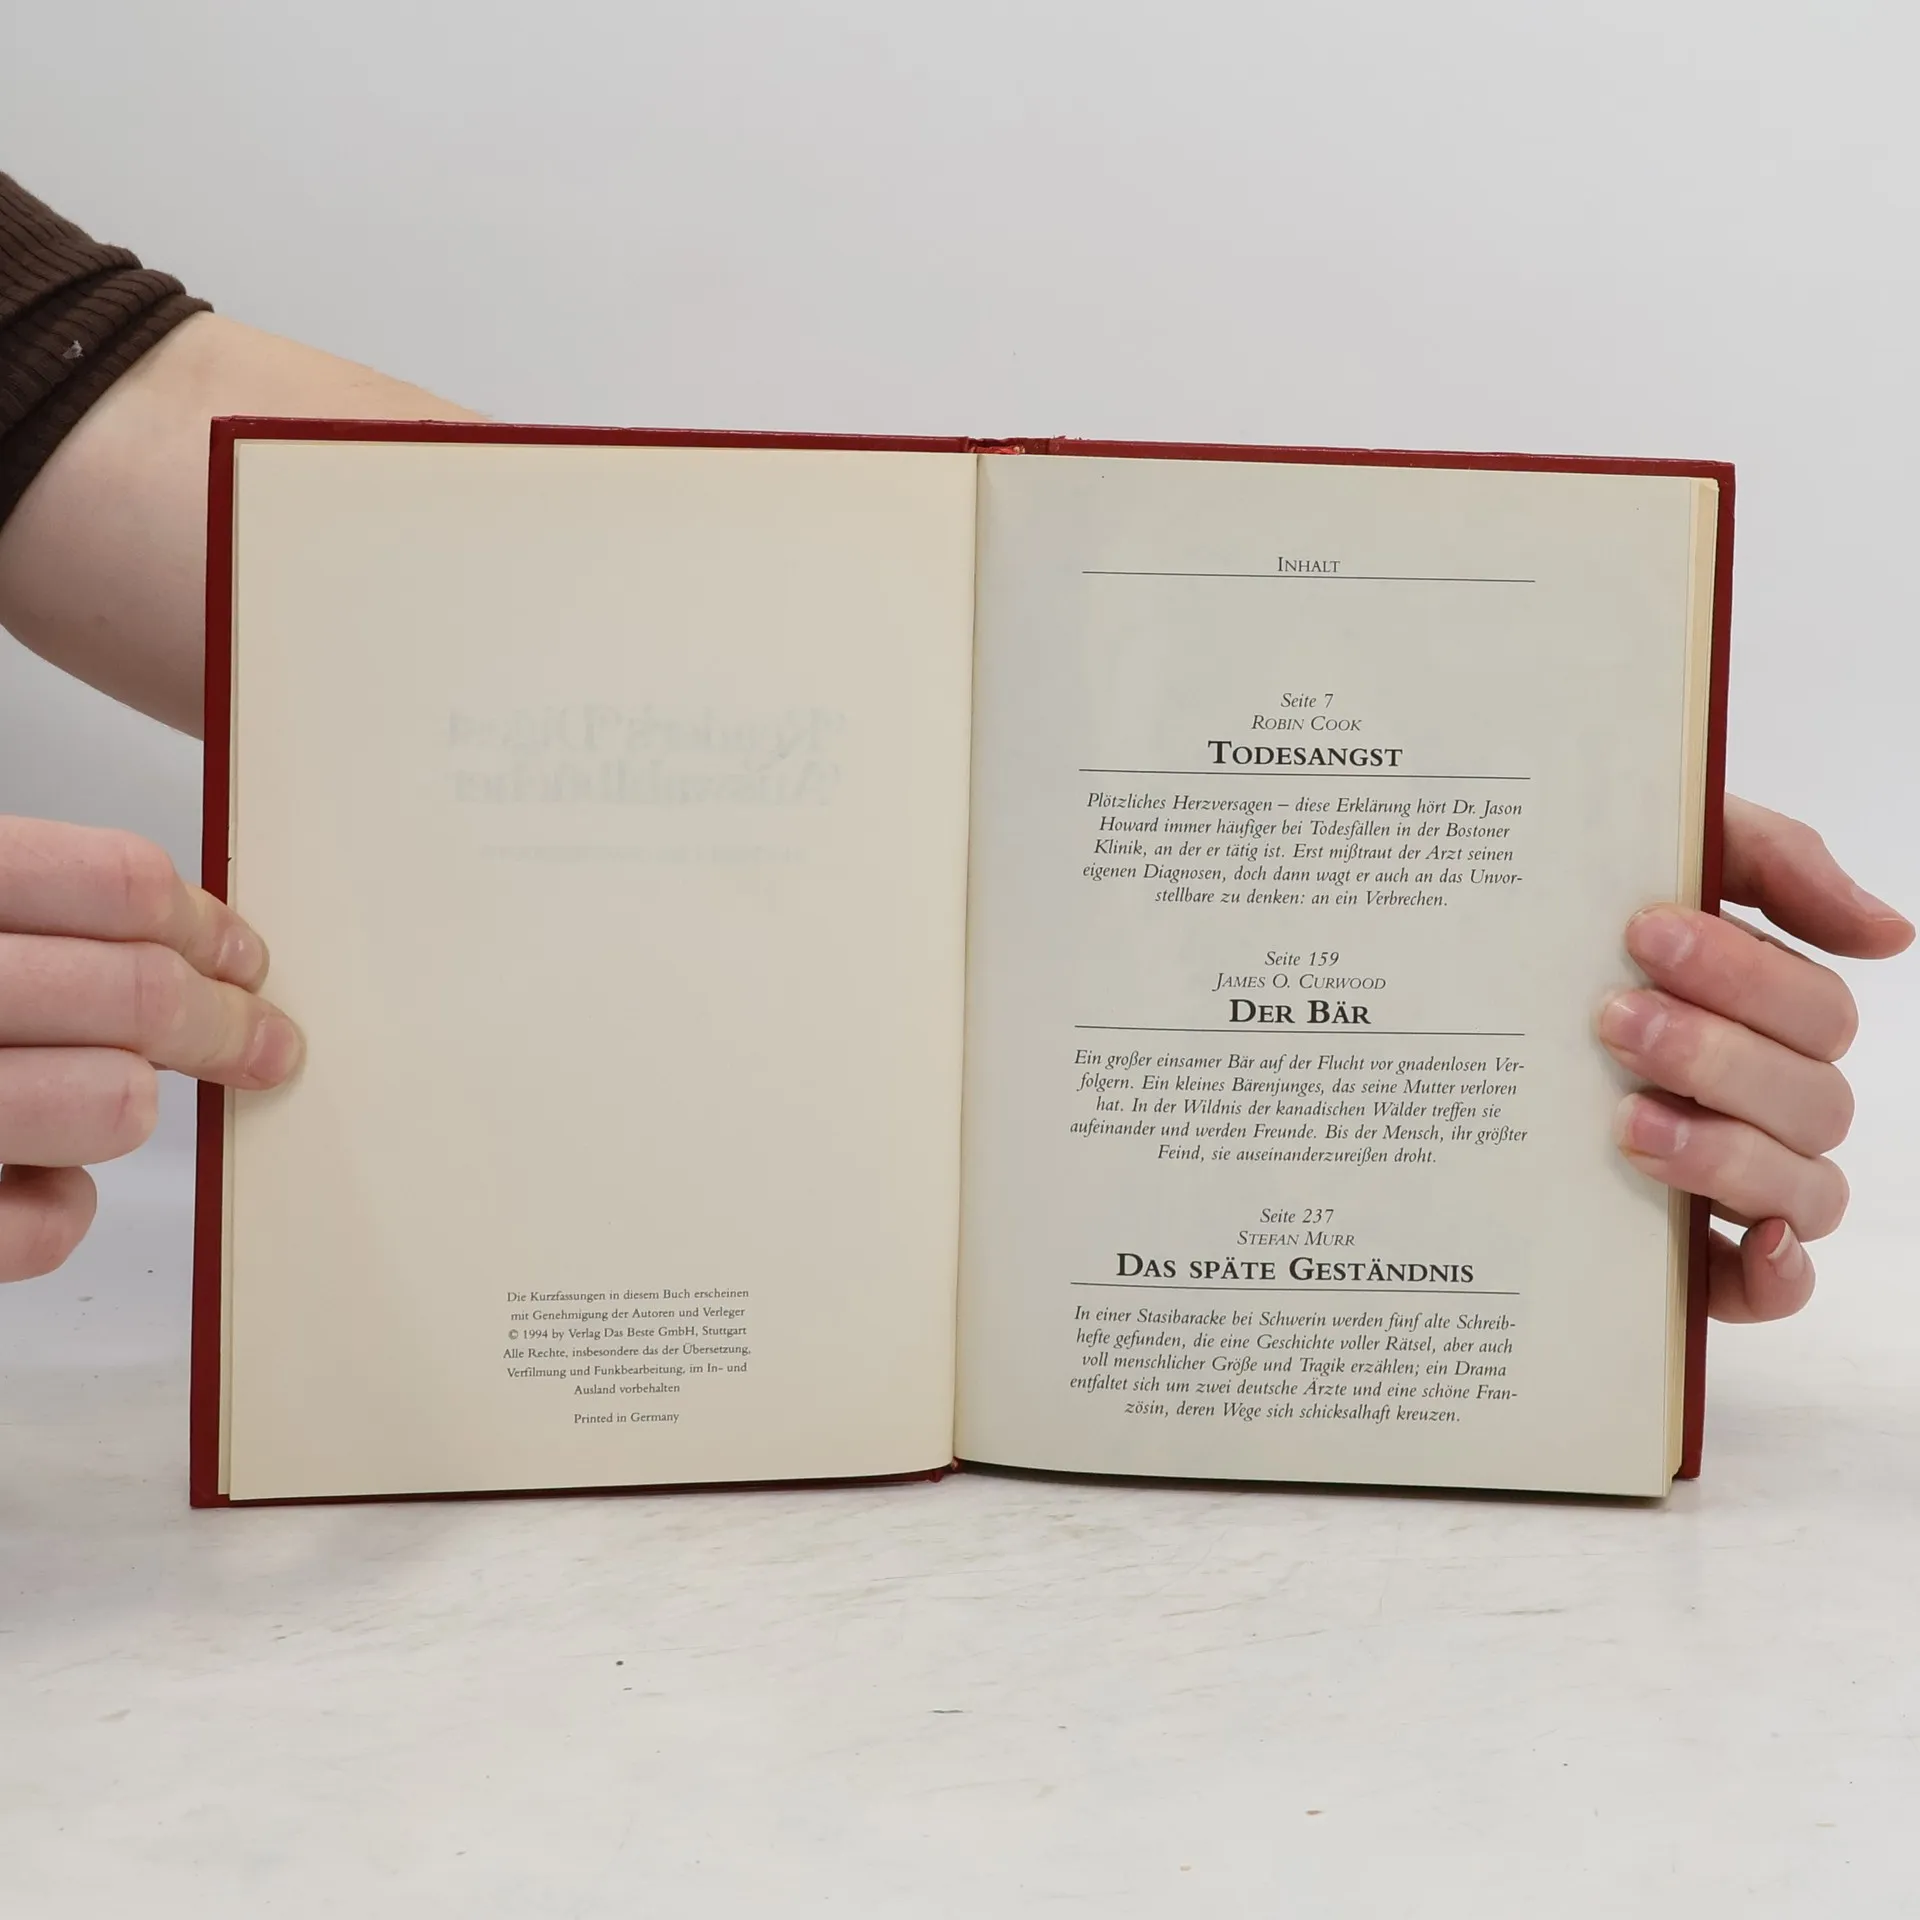 Die Kurzfassungen in diesem Buch erscheinen
mit Genehmigung der Autoren und Verleger
© 1994 by Verlag Das Beste GmbH, Stuttgart
Alle Rechte, insbesondere das der Übersetzung,
Verfilmung und Funkbearbeitung, im In- und
Ausland vorbehalten
Printed in Germany
INHALT
Seite 7
ROBIN COOK
TODESANGST
Plötzliches Herzversagen – diese Erklärung hört Dr. Jason
Howard immer häufiger bei Todesfällen in der Bostoner
Klinik, an der er tätig ist. Erst mißtraut der Arzt seinen
eigenen Diagnosen, doch dann wagt er auch an das Unvor-
stellbare zu denken: an ein Verbrechen.
Seite 159
JAMES O. CURWOOD
DER BÄR
Ein großer einsamer Bär auf der Flucht vor gnadenlosen Ver-
folgern. Ein kleines Bärenjunges, das seine Mutter verloren
hat. In der Wildnis der kanadischen Wälder treffen sie
aufeinander und werden Freunde. Bis der Mensch, ihr größter
Feind, sie auseinanderzureißen droht.
Seite 237
STEFAN MURR
DAS SPÄTE GESTÄNDNIS
In einer Stasibaracke bei Schwerin werden fünf alte Schreib-
hefte gefunden, die eine Geschichte voller Rätsel, aber auch
voll menschlicher Größe und Tragik erzählen; ein Drama
entfaltet sich um zwei deutsche Ärzte und eine schöne Fran-
zösin, deren Wege sich schicksalhaft kreuzen.